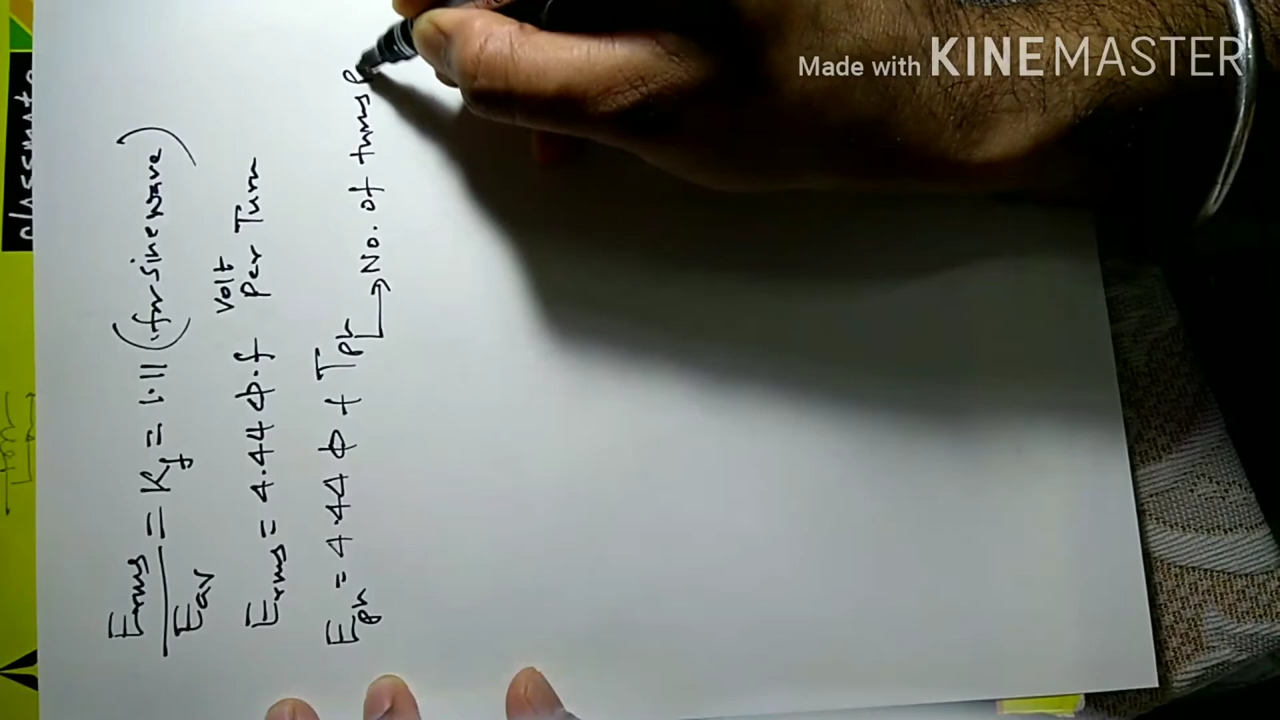 Made with KINEMASTER
classmate
Erms / Eav = Kf = 1.11 (for sine wave)
Erms = 4.44 ϕ.f Volt Per Turn
Eph = 4.44 ϕ f Tph
↳ No. of turns